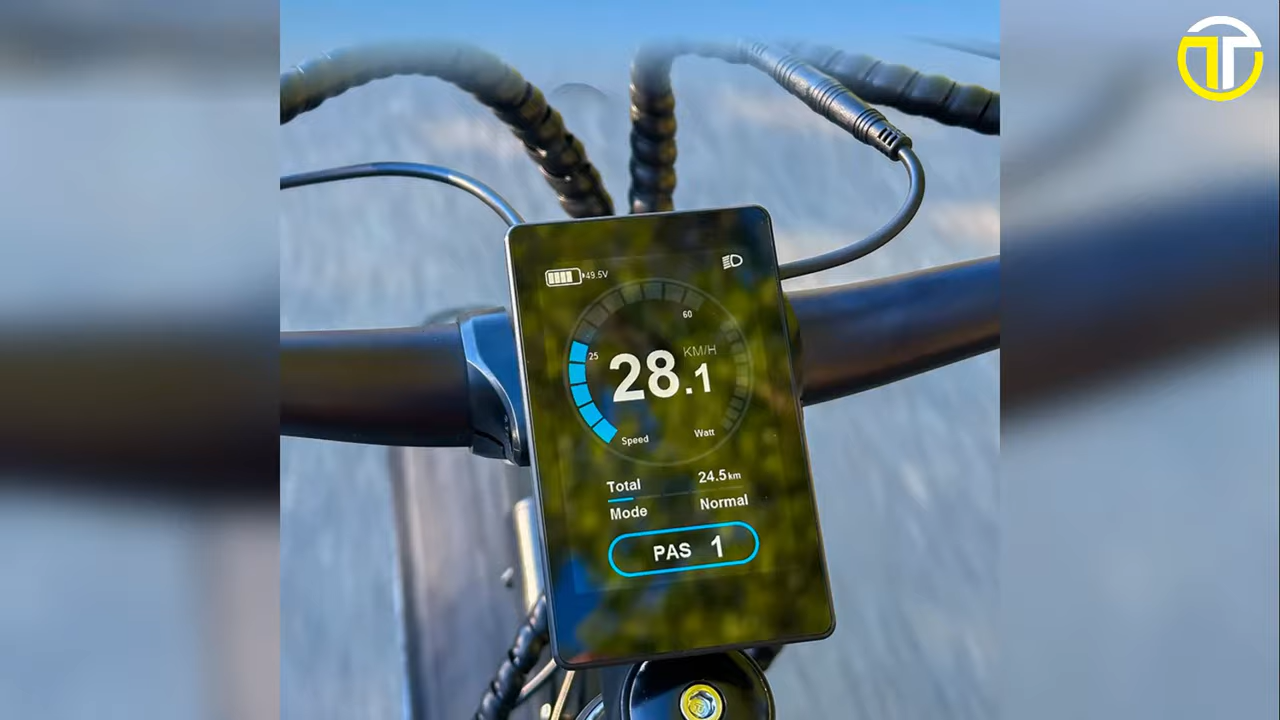 49.5V
60
25
KM/H
28.1
Speed Watt
Total 24.5km
Mode Normal
PAS 1